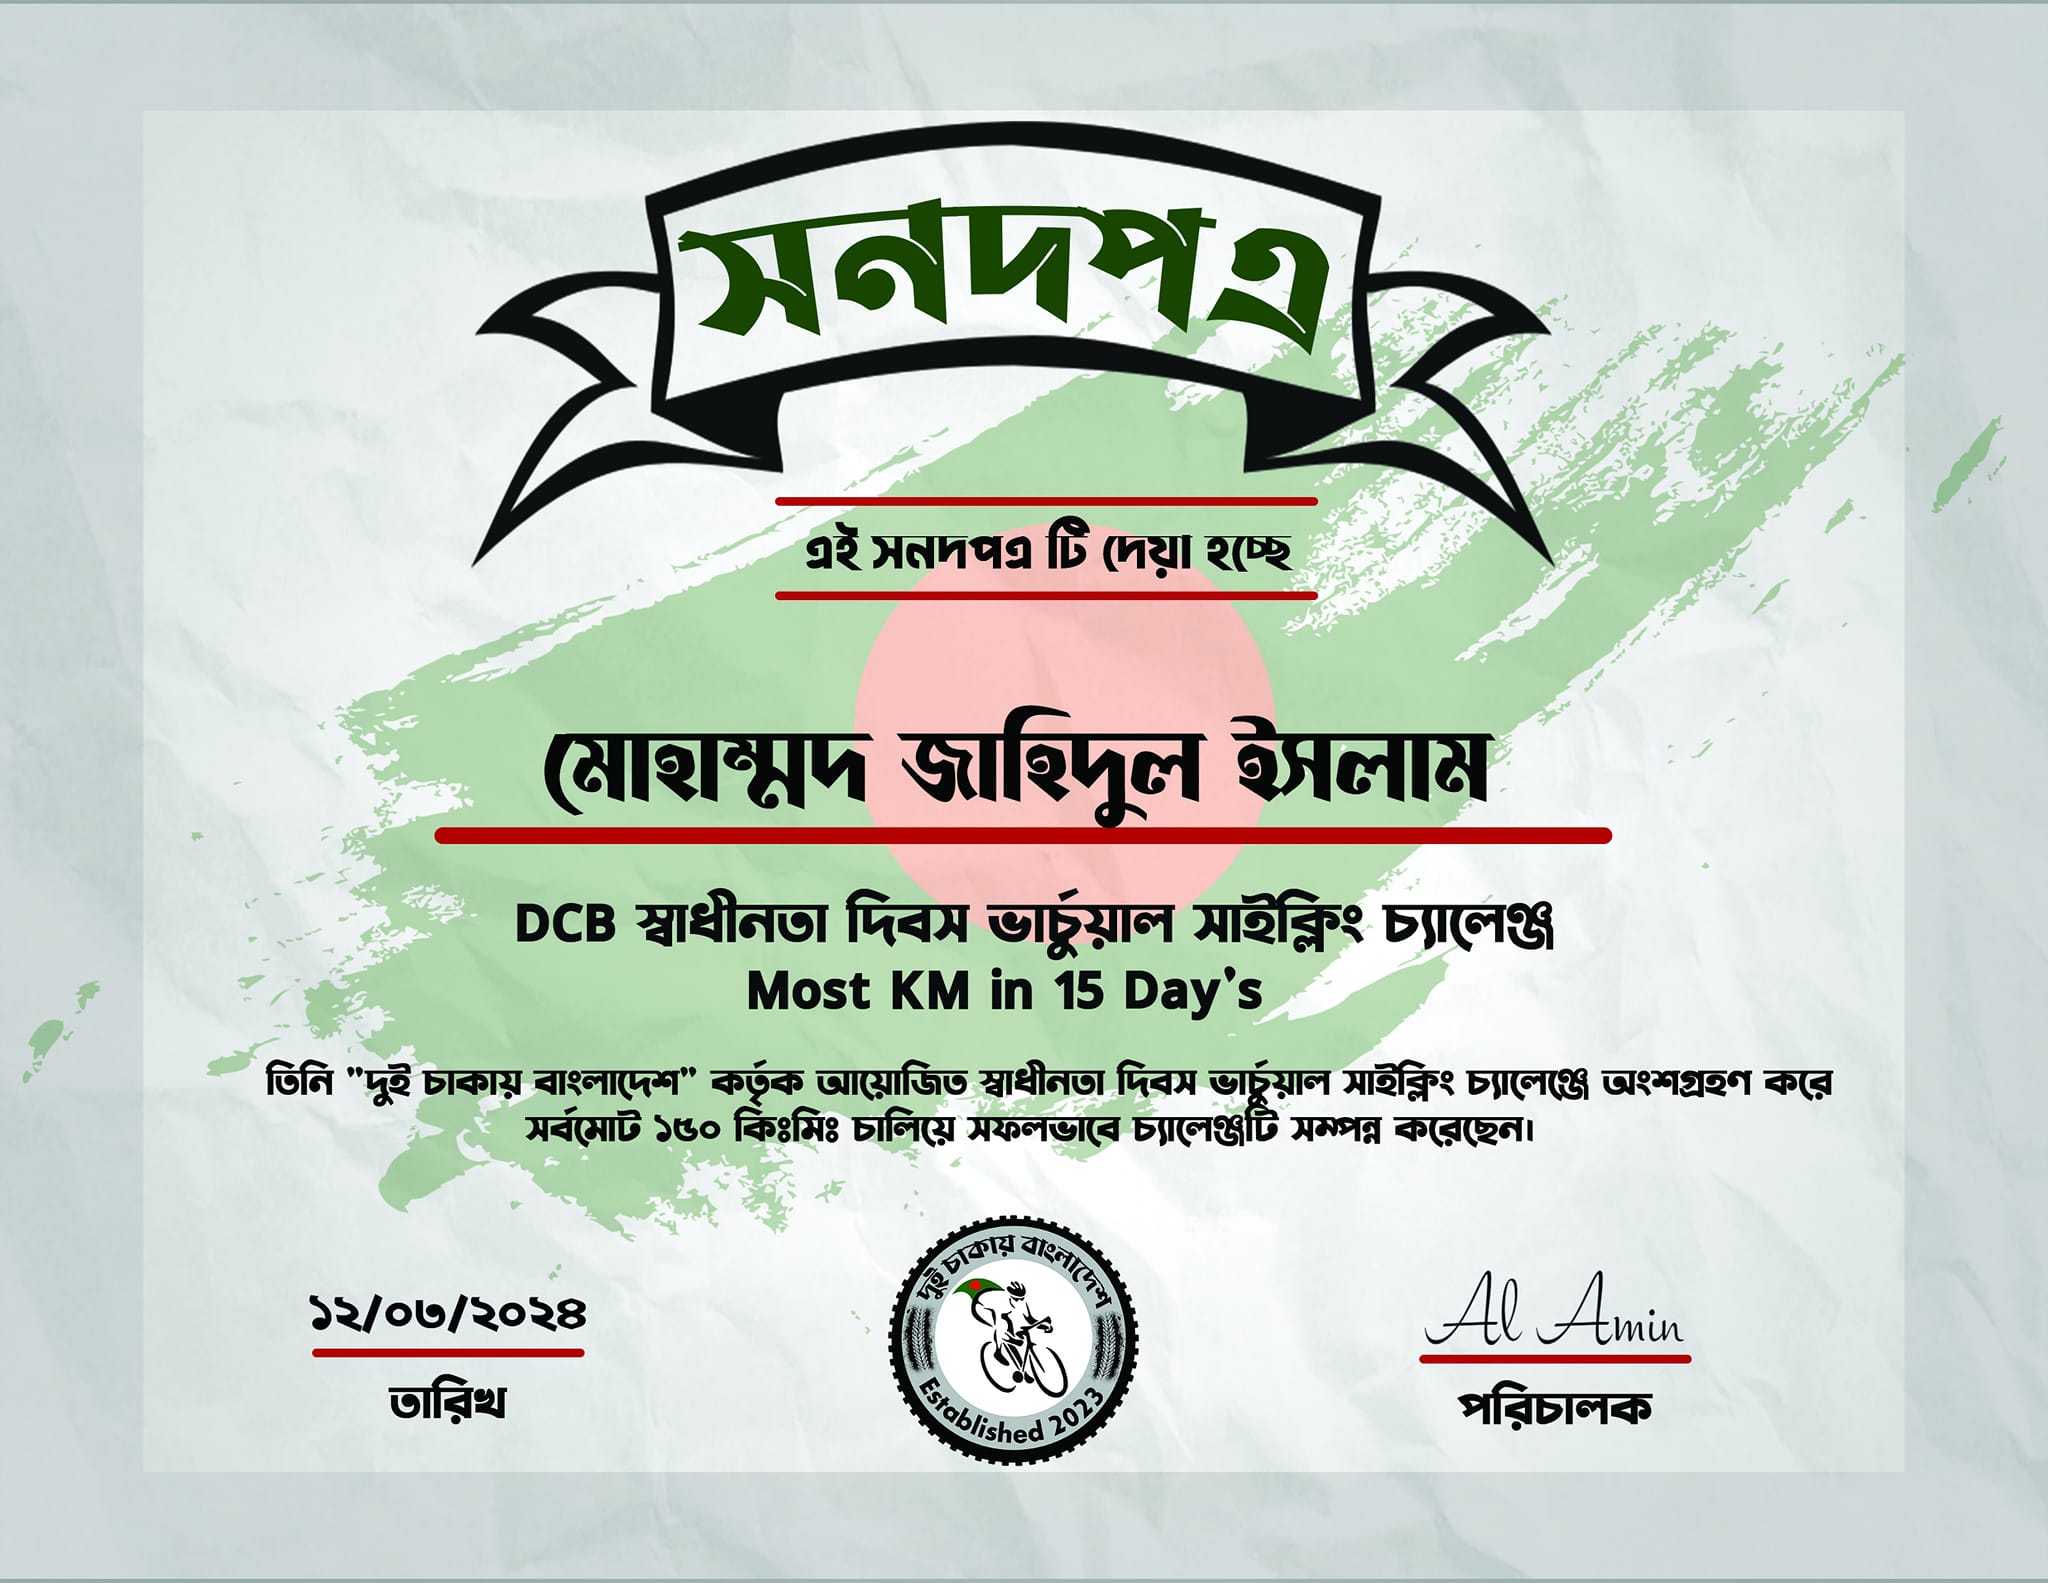 সনদপত্র
এই সনদপত্র টি দেয়া হচ্ছে
মোহাম্মদ জাহিদুল ইসলাম
DCB স্বাধীনতা দিবস ভার্চুয়াল সাইক্লিং চ্যালেঞ্জ
Most KM in 15 Day's
তিনি "দুই চাকায় বাংলাদেশ" কর্তৃক আয়োজিত স্বাধীনতা দিবস ভার্চুয়াল সাইক্লিং চ্যালেঞ্জে অংশগ্রহণ করে
সর্বমোট ১৫০ কিঃমিঃ চালিয়ে সফলভাবে চ্যালেঞ্জটি সম্পন্ন করেছেন।
১২/০৩/২০২৪
তারিখ
দুই চাকায় বাংলাদেশ
Established 2023
Al Amin
পরিচালক